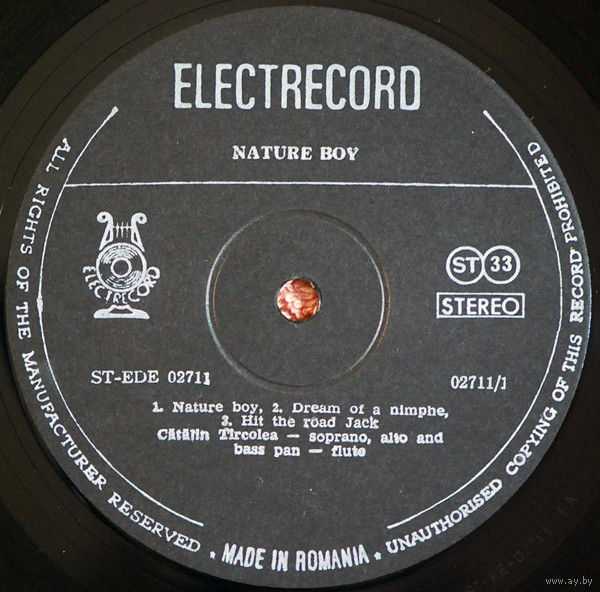 ELECTRECORD
NATURE BOY
ELECTRECORD
ST 33
STEREO
ST-EDE 02711
02711/1
1. Nature boy, 2. Dream of a nimphe,
3. Hit the road Jack
Cătălin Tîrcolea — soprano, alto and
bass pan — flute
ALL RIGHTS OF THE MANUFACTURER RESERVED
★ MADE IN ROMANIA ★
UNAUTHORISED COPYING OF THIS RECORD PROHIBITED
www.ay.by